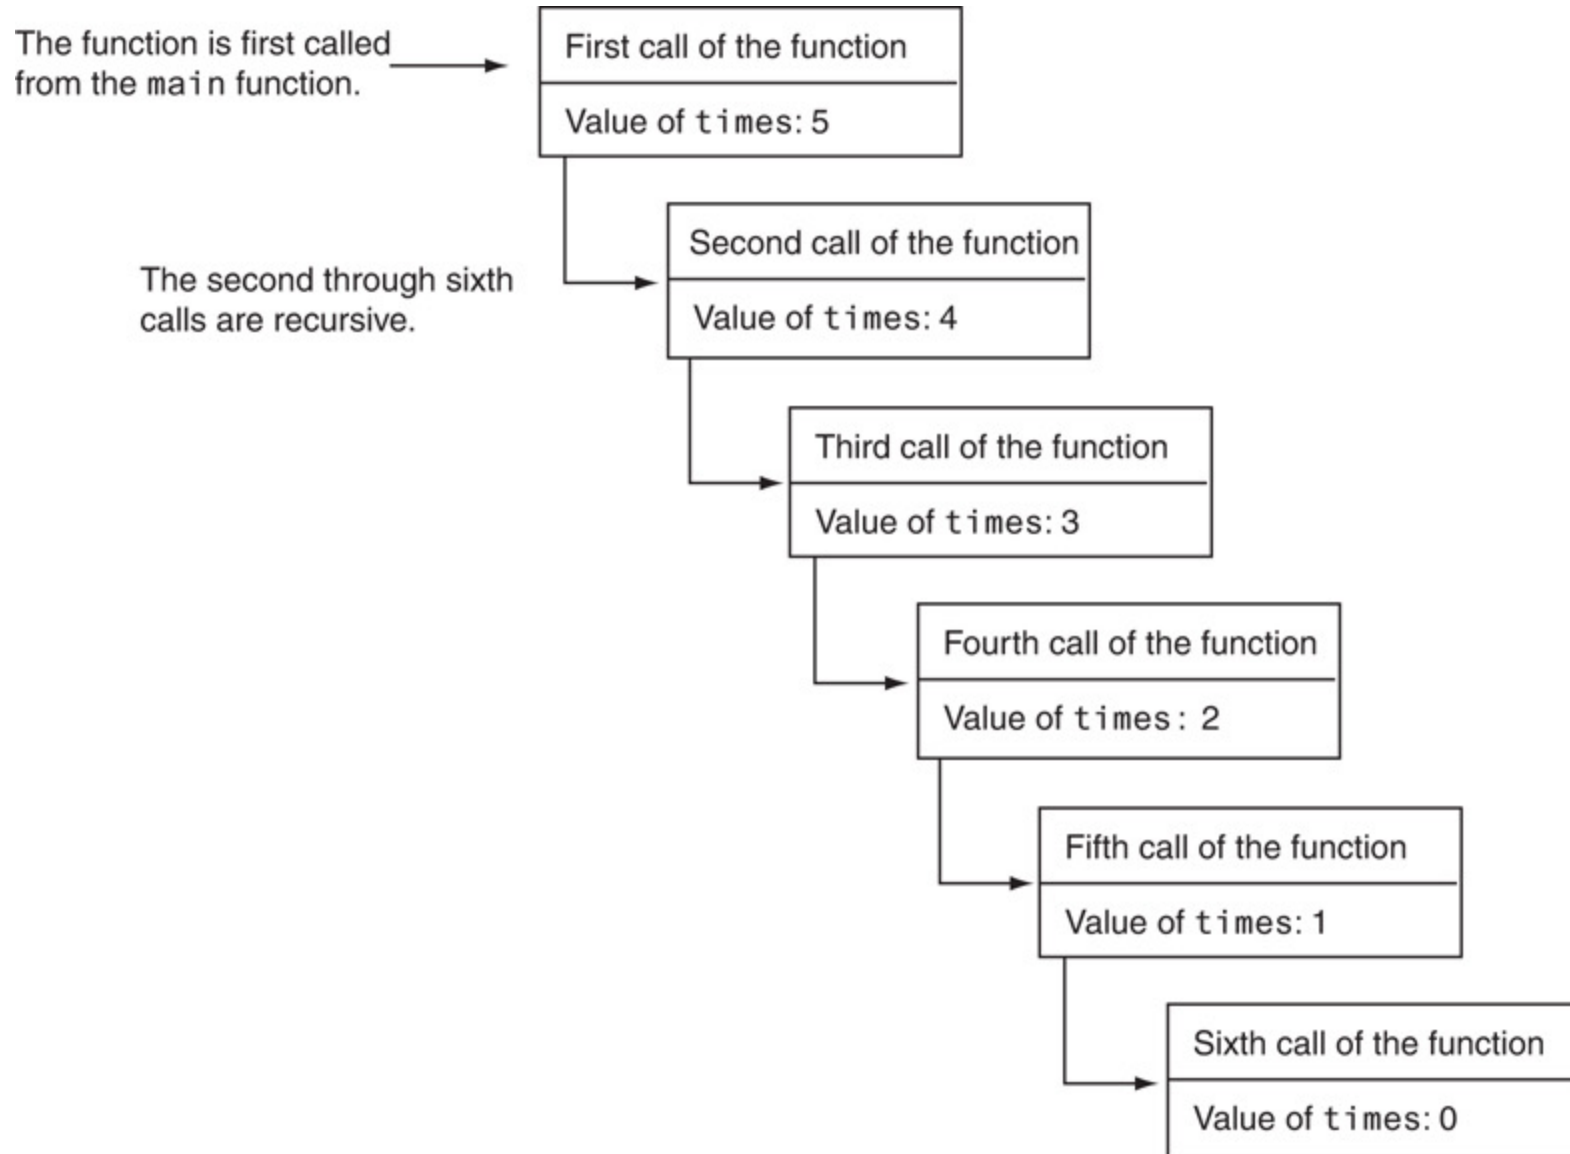 The function is first called
from the main function.
First call of the function
Value of times: 5
Second call of the function
Value of times: 4
The second through sixth
calls are recursive.
Third call of the function
Value of times: 3
Fourth call of the function
Value of times: 2
Fifth call of the function
Value of times: 1
Sixth call of the function
Value of times: 0